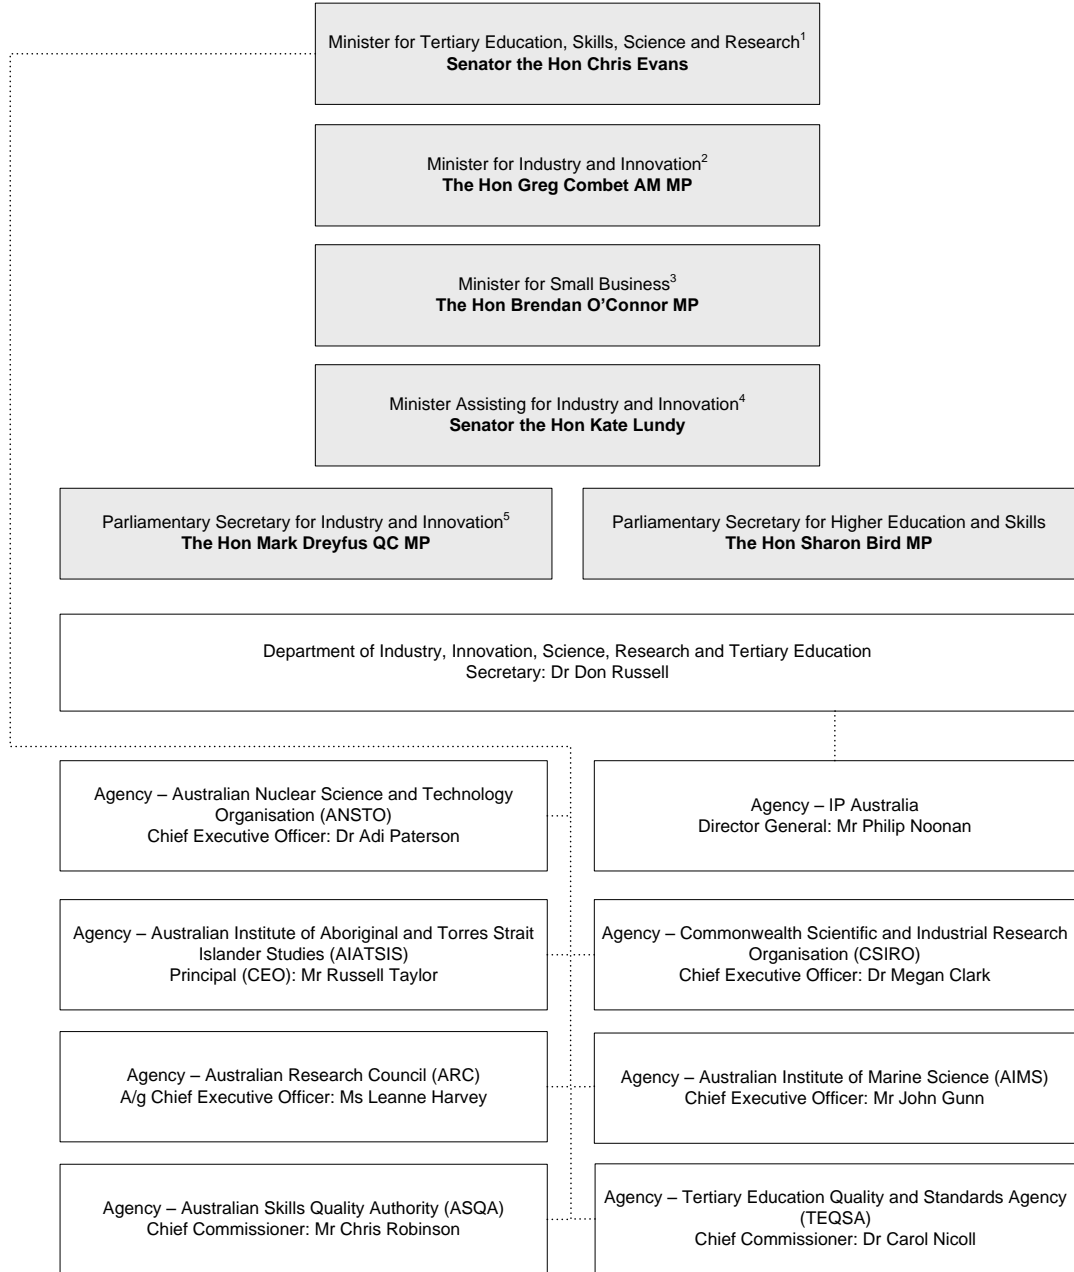 Minister for Tertiary Education, Skills, Science and Research¹
Senator the Hon Chris Evans
Minister for Industry and Innovation²
The Hon Greg Combet AM MP
Minister for Small Business³
The Hon Brendan O’Connor MP
Minister Assisting for Industry and Innovation⁴
Senator the Hon Kate Lundy
Parliamentary Secretary for Industry and Innovation⁵
The Hon Mark Dreyfus QC MP
Parliamentary Secretary for Higher Education and Skills
The Hon Sharon Bird MP
Department of Industry, Innovation, Science, Research and Tertiary Education
Secretary: Dr Don Russell
Agency – Australian Nuclear Science and Technology
Organisation (ANSTO)
Chief Executive Officer: Dr Adi Paterson
Agency – IP Australia
Director General: Mr Philip Noonan
Agency – Australian Institute of Aboriginal and Torres Strait
Islander Studies (AIATSIS)
Principal (CEO): Mr Russell Taylor
Agency – Commonwealth Scientific and Industrial Research
Organisation (CSIRO)
Chief Executive Officer: Dr Megan Clark
Agency – Australian Research Council (ARC)
A/g Chief Executive Officer: Ms Leanne Harvey
Agency – Australian Institute of Marine Science (AIMS)
Chief Executive Officer: Mr John Gunn
Agency – Australian Skills Quality Authority (ASQA)
Chief Commissioner: Mr Chris Robinson
Agency – Tertiary Education Quality and Standards Agency
(TEQSA)
Chief Commissioner: Dr Carol Nicoll